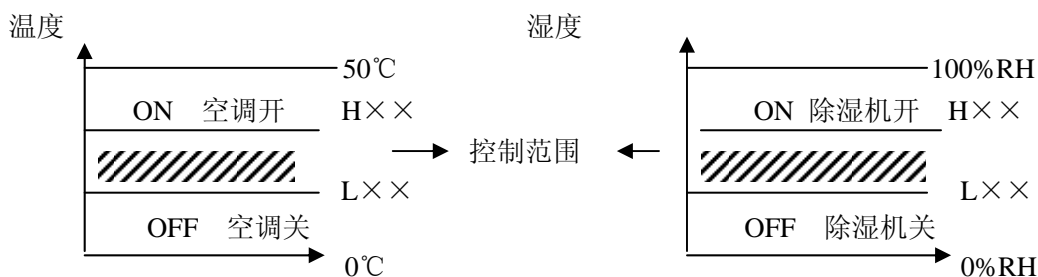 温度 湿度
50℃ 100%RH
ON 空调开 H×× ON 除湿机开 H××
控制范围
L×× L××
OFF 空调关 OFF 除湿机关
0℃ 0%RH